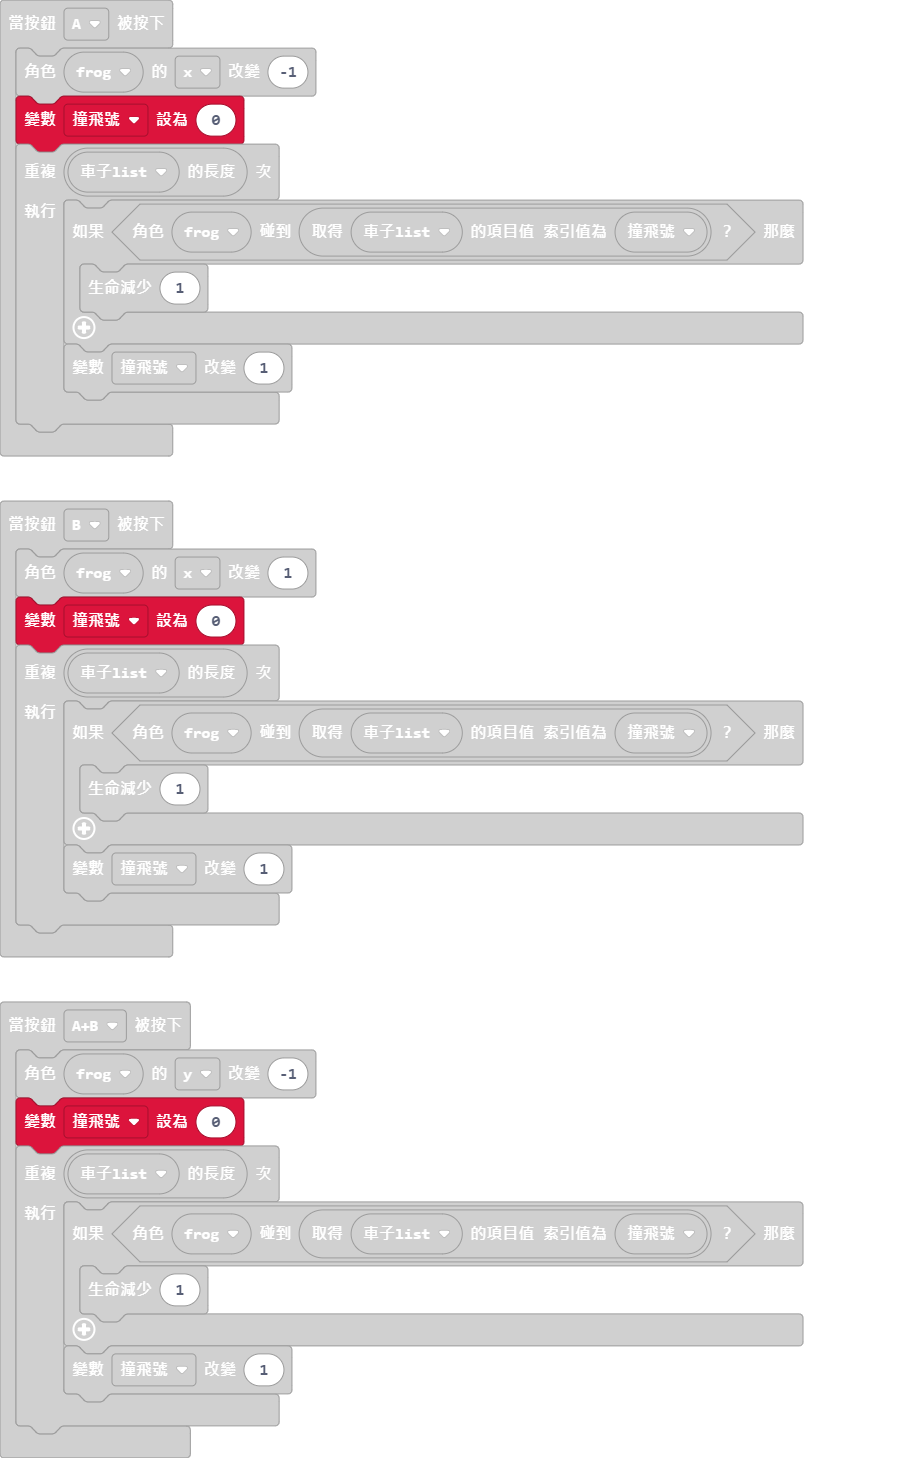 當按鈕 A 被按下
角色 frog 的 x 改變 -1
變數 撞飛號 設為 0
重複 車子list 的長度 次
執行
如果 角色 frog 碰到 取得 車子list 的項目值 索引值為 撞飛號 ? 那麼
生命減少 1
變數 撞飛號 改變 1
當按鈕 B 被按下
角色 frog 的 x 改變 1
變數 撞飛號 設為 0
重複 車子list 的長度 次
執行
如果 角色 frog 碰到 取得 車子list 的項目值 索引值為 撞飛號 ? 那麼
生命減少 1
變數 撞飛號 改變 1
當按鈕 A+B 被按下
角色 frog 的 y 改變 -1
變數 撞飛號 設為 0
重複 車子list 的長度 次
執行
如果 角色 frog 碰到 取得 車子list 的項目值 索引值為 撞飛號 ? 那麼
生命減少 1
變數 撞飛號 改變 1